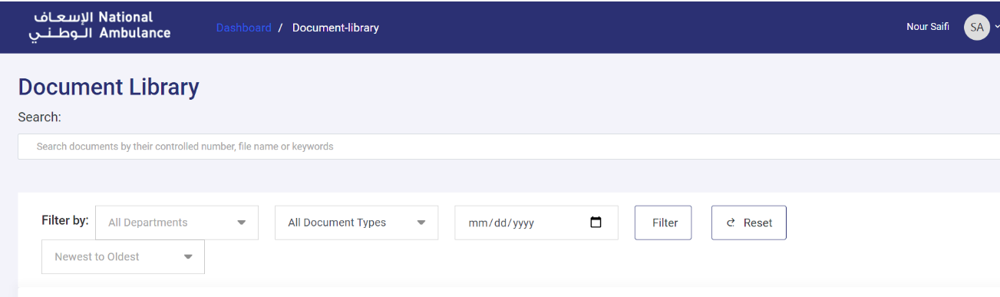 الإسعاف National
الـوطـنـي Ambulance
Dashboard / Document-library
Nour Saifi
SA
Document Library
Search:
Search documents by their controlled number, file name or keywords
Filter by:
All Departments
All Document Types
mm/dd/yyyy
Filter
Reset
Newest to Oldest